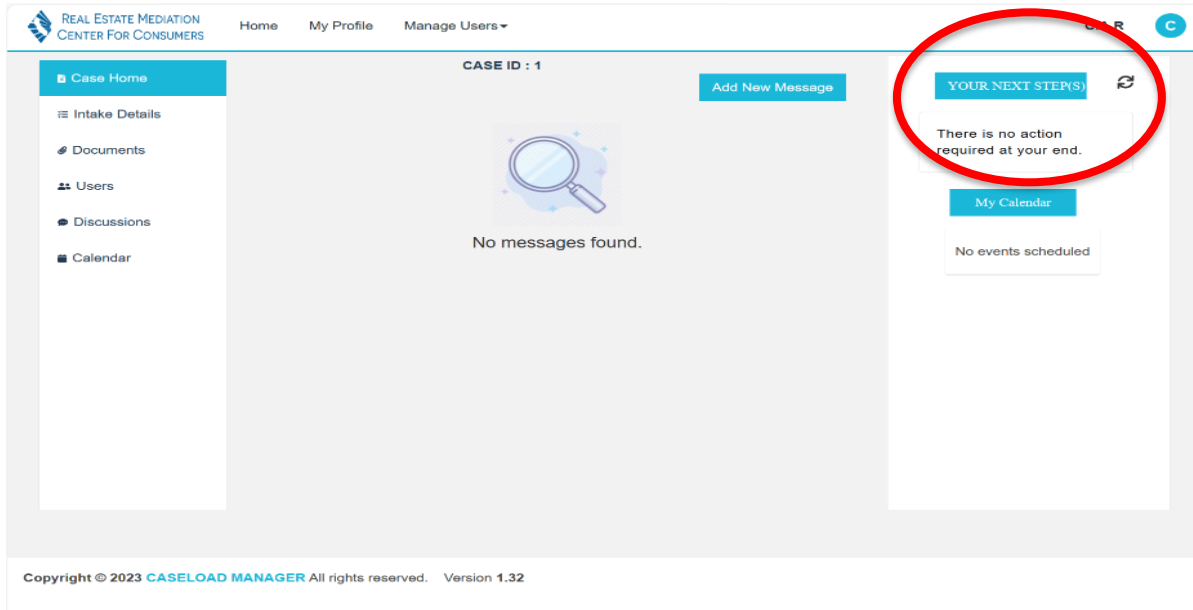 REAL ESTATE MEDIATION
CENTER FOR CONSUMERS
Home My Profile Manage Users
R
C
Case Home
Intake Details
Documents
Users
Discussions
Calendar
CASE ID : 1
Add New Message
No messages found.
YOUR NEXT STEP(S)
There is no action
required at your end.
My Calendar
No events scheduled
Copyright © 2023 CASELOAD MANAGER All rights reserved. Version 1.32